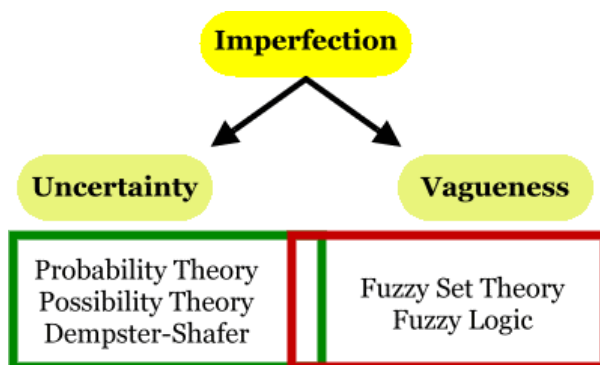 Imperfection
Uncertainty
Vagueness
Probability Theory
Possibility Theory
Dempster-Shafer
Fuzzy Set Theory
Fuzzy Logic